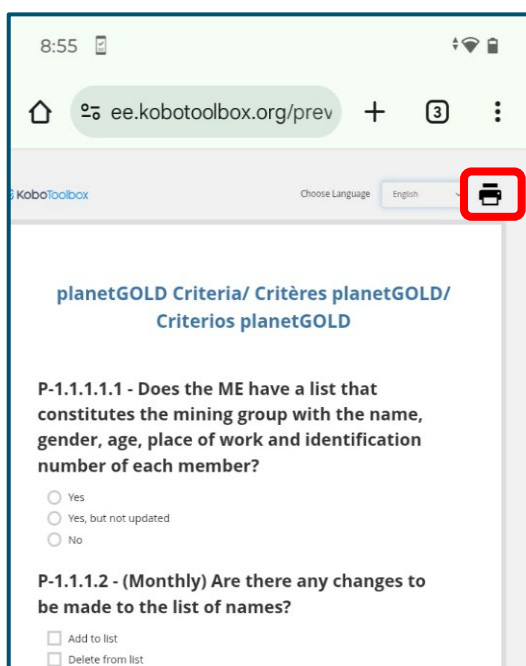 8:55
ee.kobotoolbox.org/prev
3
KoboToolbox Choose Language English
planetGOLD Criteria/ Critères planetGOLD/
Criterios planetGOLD
P-1.1.1.1.1 - Does the ME have a list that
constitutes the mining group with the name,
gender, age, place of work and identification
number of each member?
Yes
Yes, but not updated
No
P-1.1.1.2 - (Monthly) Are there any changes to
be made to the list of names?
Add to list
Delete from list